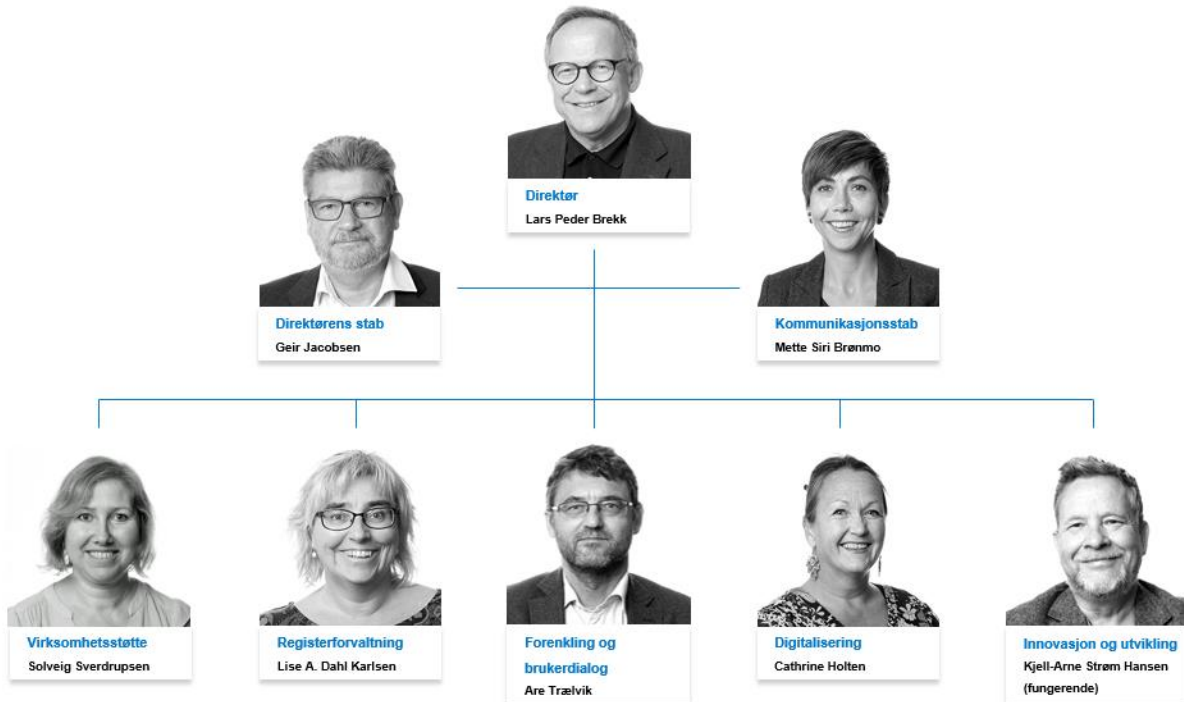 Direktør
Lars Peder Brekk
Direktørens stab
Geir Jacobsen
Kommunikasjonsstab
Mette Siri Brønmo
Virksomhetsstøtte
Solveig Sverdrupsen
Registerforvaltning
Lise A. Dahl Karlsen
Forenkling og
brukerdialog
Are Trælvik
Digitalisering
Cathrine Holten
Innovasjon og utvikling
Kjell-Arne Strøm Hansen
(fungerende)